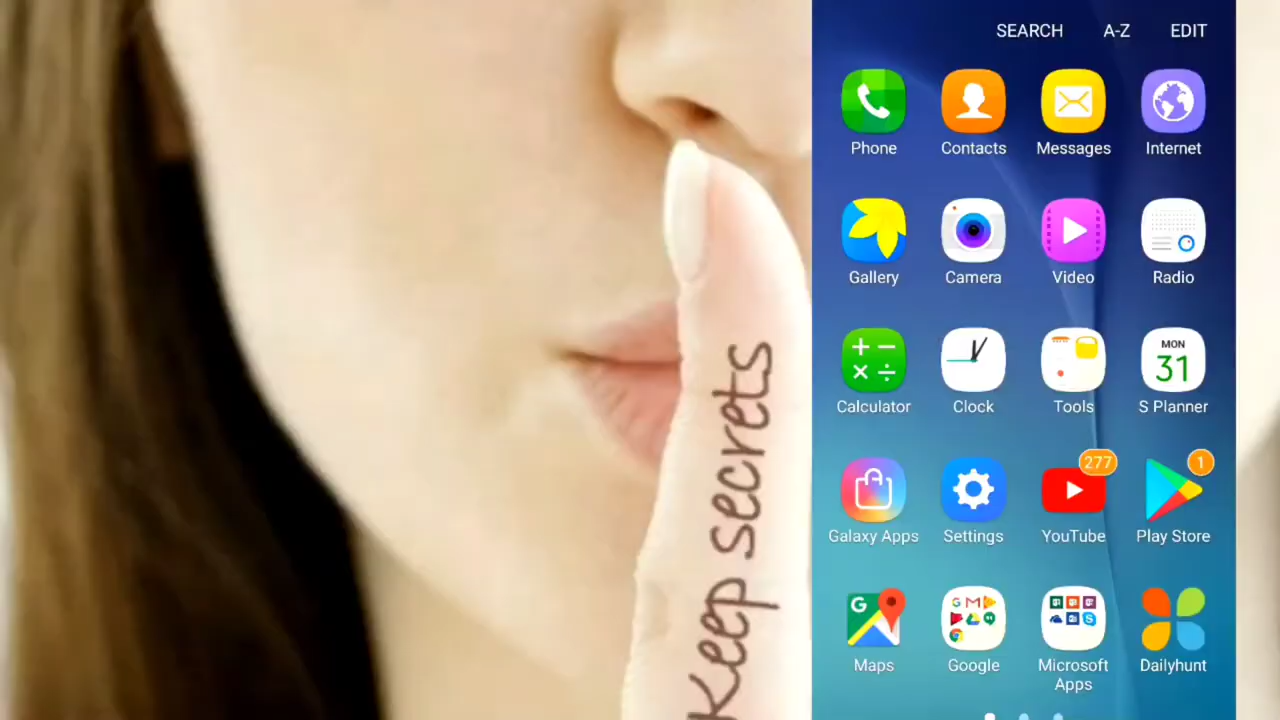 Keep secrets
SEARCH A-Z EDIT
Phone Contacts Messages Internet
Gallery Camera Video Radio
MON
31
Calculator Clock Tools S Planner
277 1
Galaxy Apps Settings YouTube Play Store
G
G
Maps Google Microsoft Apps Dailyhunt